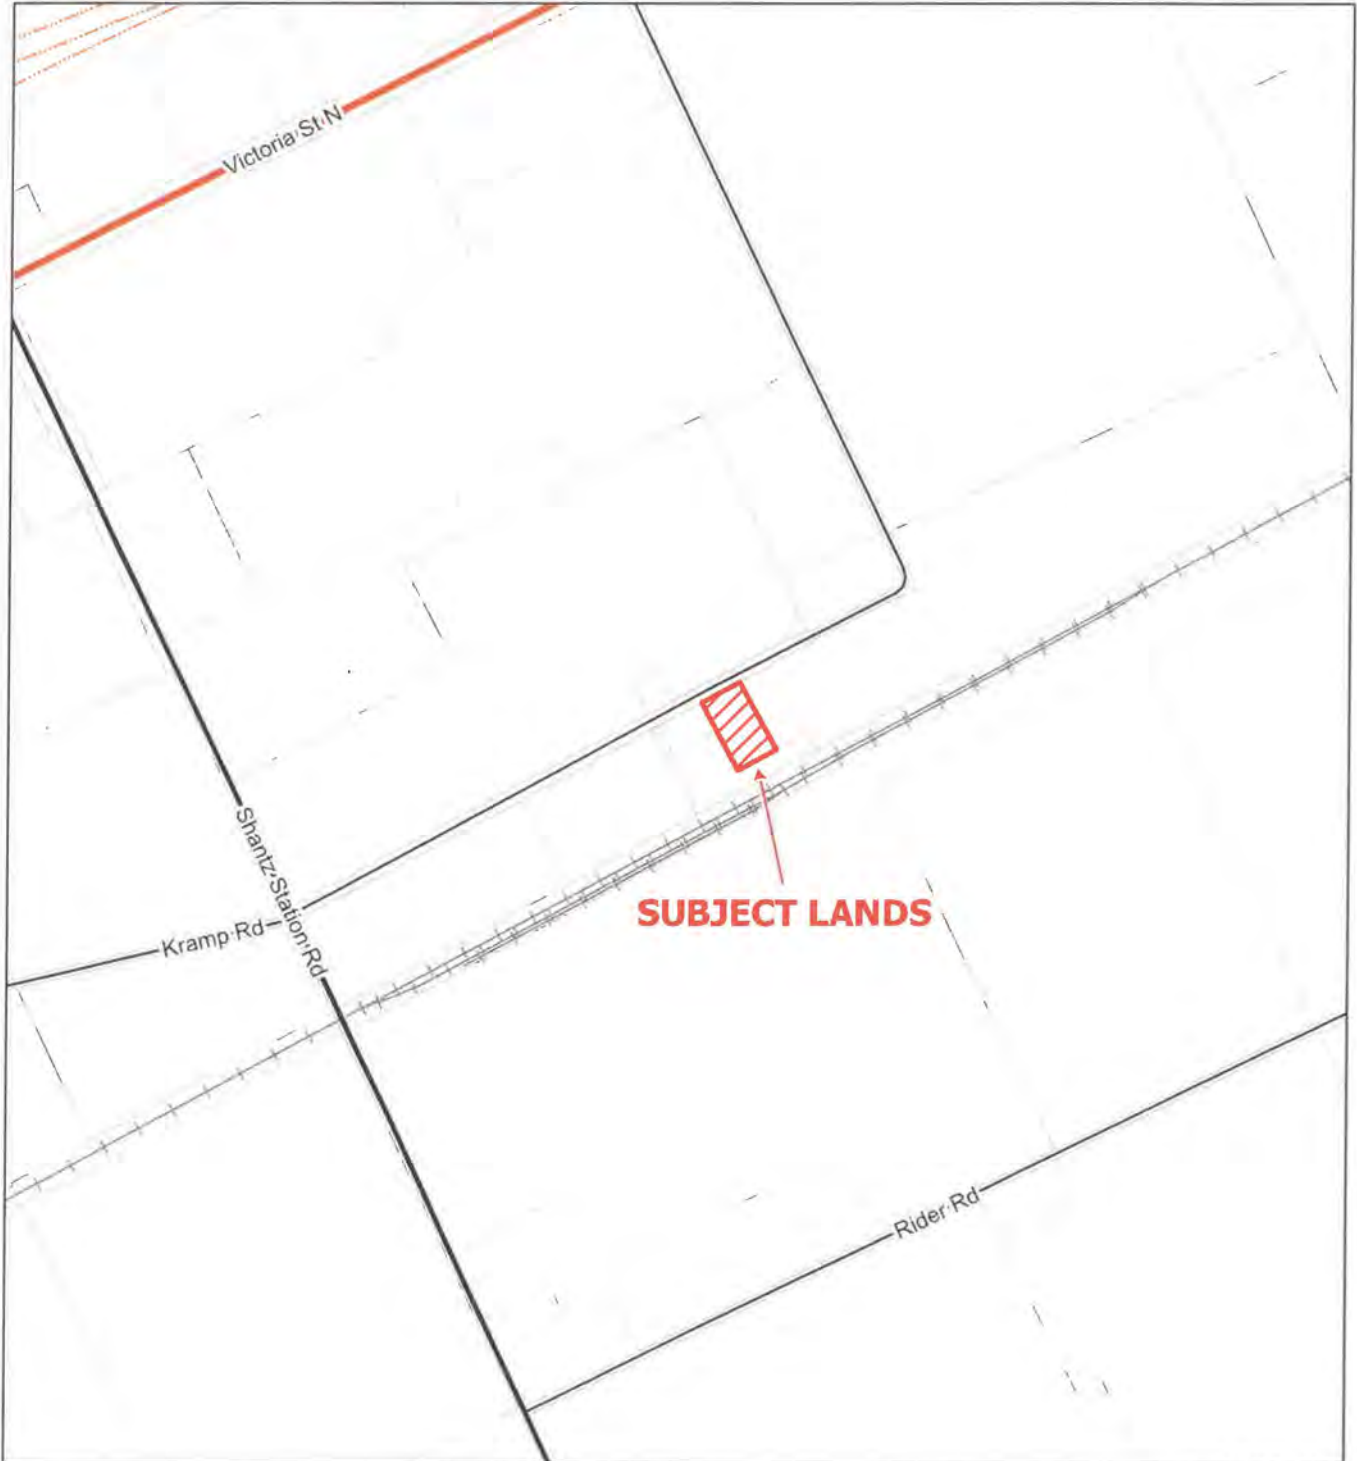 Victoria St N
Shantz Station Rd
Kramp Rd
SUBJECT LANDS
Rider Rd